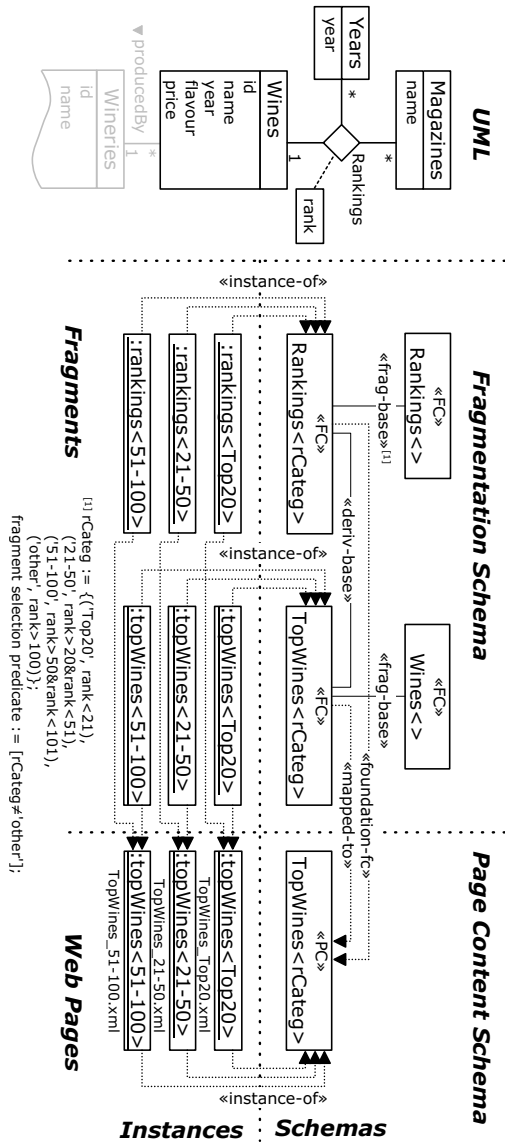 UML
Magazines
name
*
Years
year
*
Rankings
rank
1
Wines
id
name
year
flavour
price
*
▼ producedBy
1
Wineries
id
name
Fragmentation Schema
«FC»
Rankings<>
«frag-base»[1]
«FC»
Rankings<rCateg>
«instance-of»
:rankings<Top20>
:rankings<21-50>
:rankings<51-100>
Fragments
«deriv-base»
«FC»
Wines<>
«frag-base»
«FC»
TopWines<rCateg>
«instance-of»
:topWines<Top20>
:topWines<21-50>
:topWines<51-100>
[1] rCateg := {('Top20', rank<21),
('21-50', rank>20&rank<51),
('51-100', rank>50&rank<101),
('other', rank>100)};
fragment selection predicate := [rCateg≠'other'];
Page Content Schema
«foundation-fc»
«mapped-to»
«PC»
TopWines<rCateg>
:topWines<Top20>
TopWines_Top20.xml
:topWines<21-50>
TopWines_21-50.xml
:topWines<51-100>
TopWines_51-100.xml
Web Pages
«instance-of»
Schemas
Instances